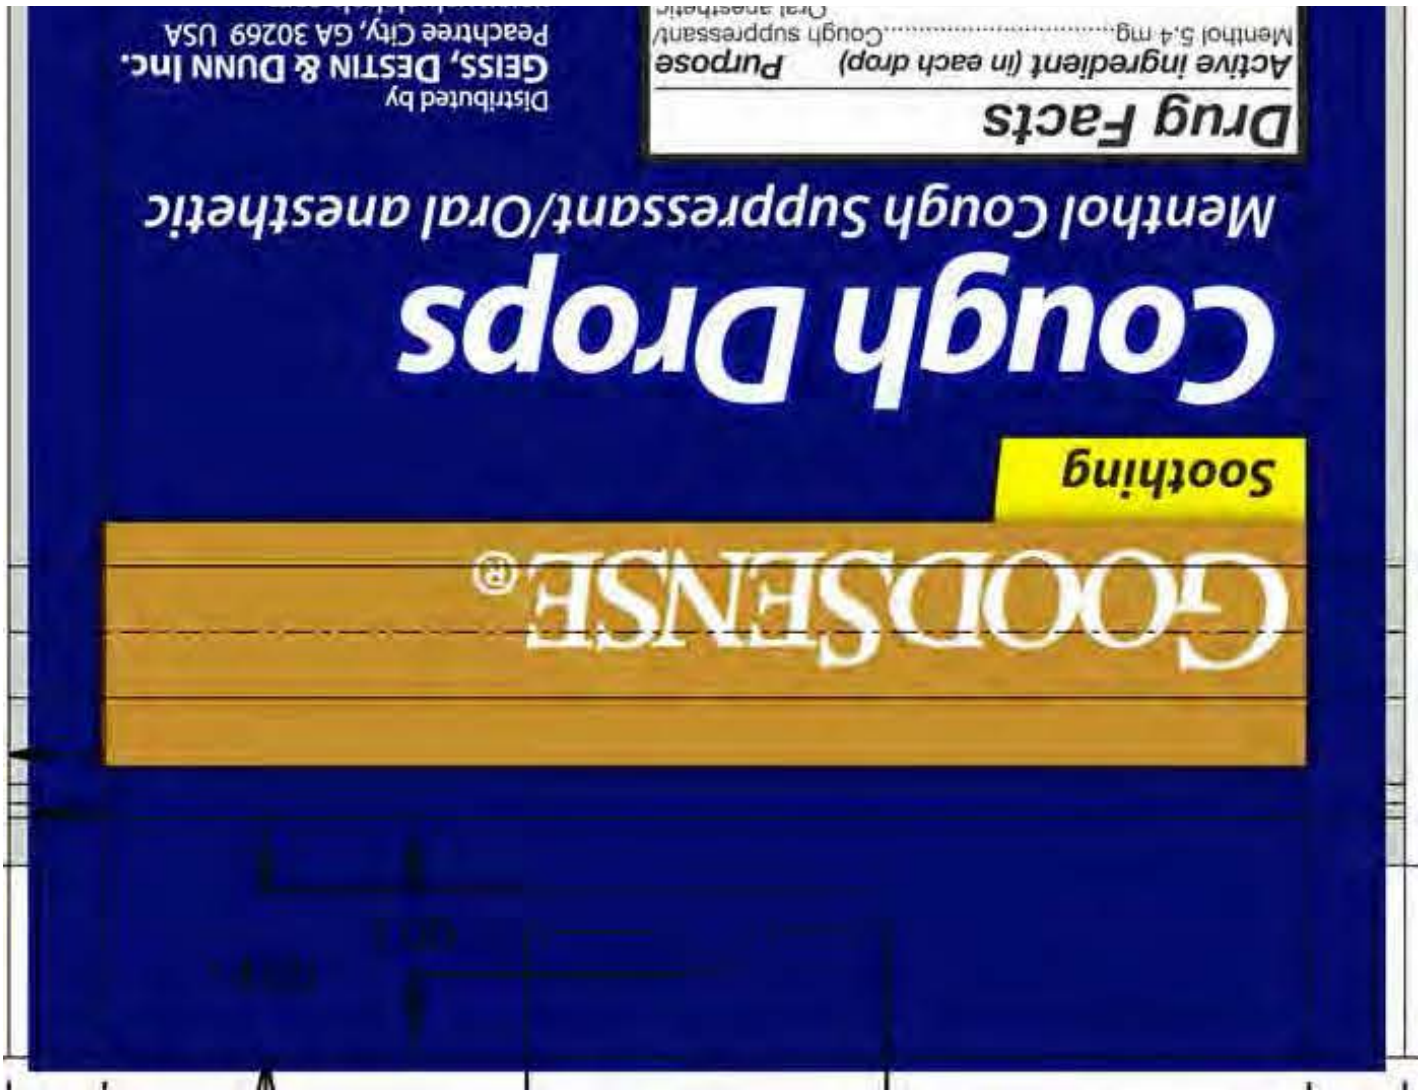 GOODSENSE®
Soothing
Cough Drops
Menthol Cough Suppressant/Oral anesthetic
Drug Facts
Active ingredient (in each drop) Purpose
Menthol 5.4 mg........................................Cough suppressant/
Oral anesthetic
Distributed by
GEISS, DESTIN & DUNN Inc.
Peachtree City, GA 30269 USA